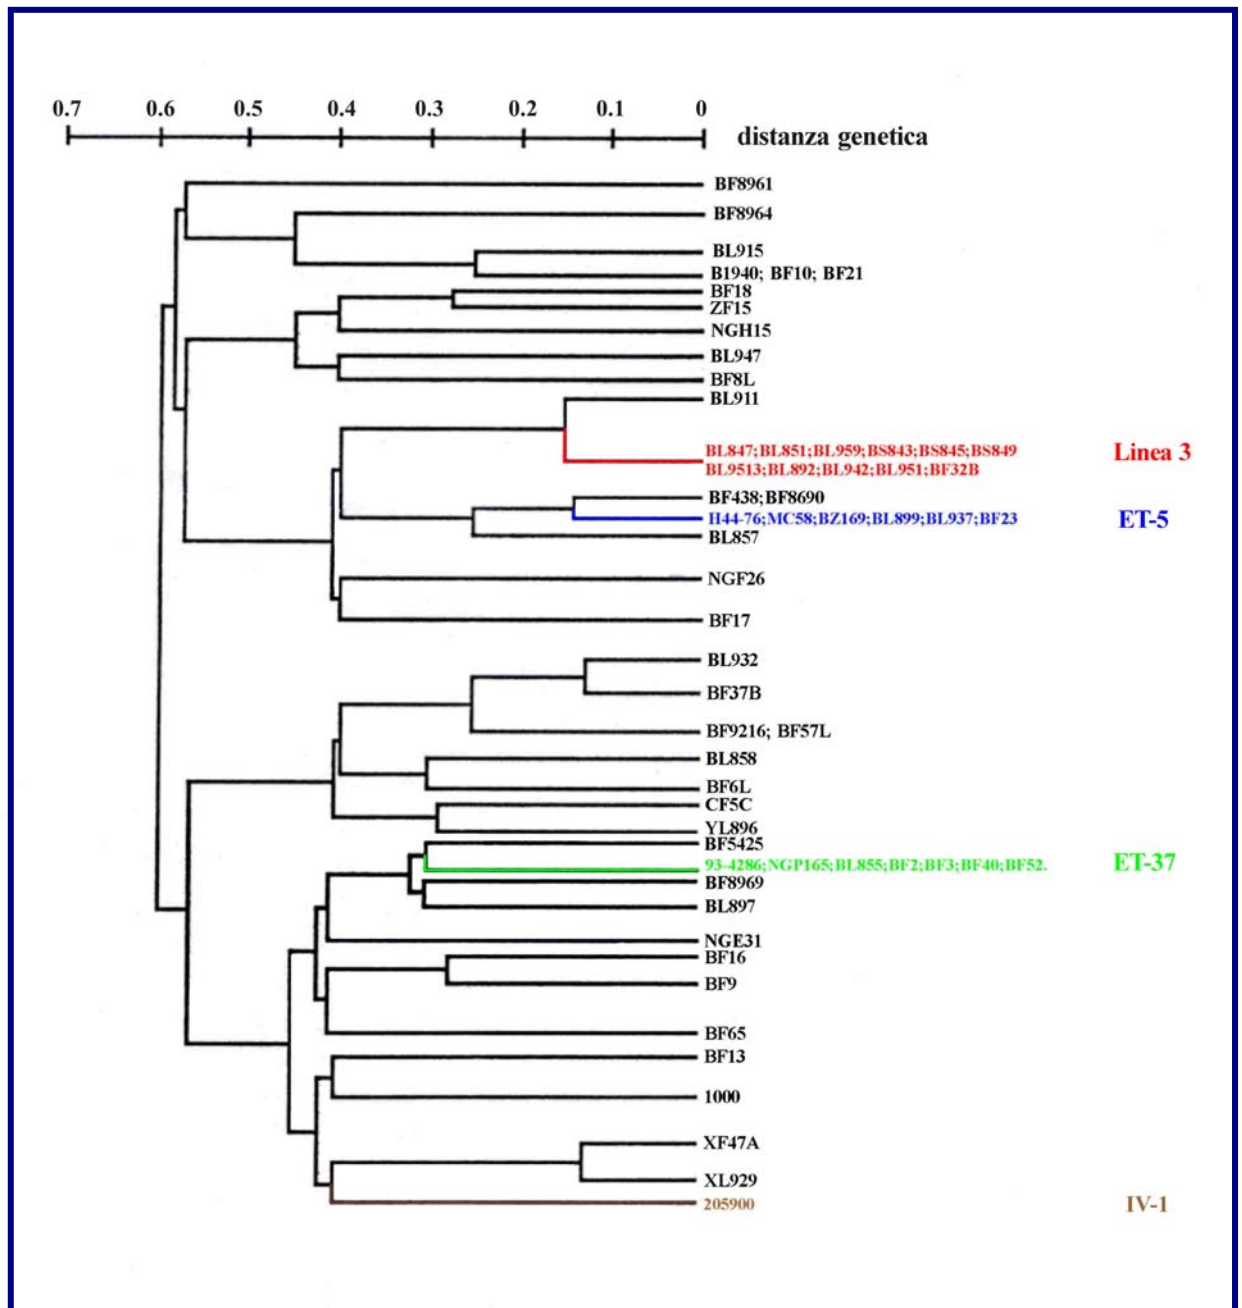 0.7 0.6 0.5 0.4 0.3 0.2 0.1 0
distanza genetica
BF8961
BF8964
BL915
B1940; BF10; BF21
BF18
ZF15
NGH15
BL947
BF8L
BL911
BL847;BL851;BL959;BS843;BS845;BS849
BL9513;BL892;BL942;BL951;BF32B
Linea 3
BF438;BF8690
H44-76;MC58;BZ169;BL899;BL937;BF23
ET-5
BL857
NGF26
BF17
BL932
BF37B
BF9216; BF57L
BL858
BF6L
CF5C
YL896
BF5425
93-4286;NGP165;BL855;BF2;BF3;BF40;BF52.
ET-37
BF8969
BL897
NGE31
BF16
BF9
BF65
BF13
1000
XF47A
XL929
205900
IV-1